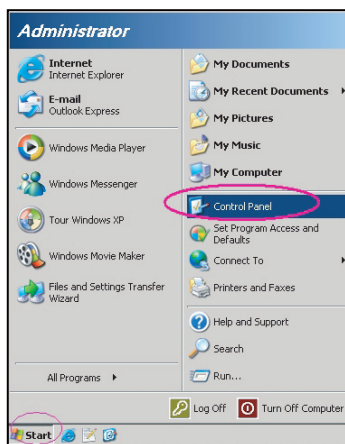 Administrator
Internet
Internet Explorer
E-mail
Outlook Express
Windows Media Player
Windows Messenger
Tour Windows XP
Windows Movie Maker
Files and Settings Transfer
Wizard
All Programs
My Documents
My Recent Documents
My Pictures
My Music
My Computer
Control Panel
Set Program Access and
Defaults
Connect To
Printers and Faxes
Help and Support
Search
Run...
Log Off
Turn Off Computer
Start